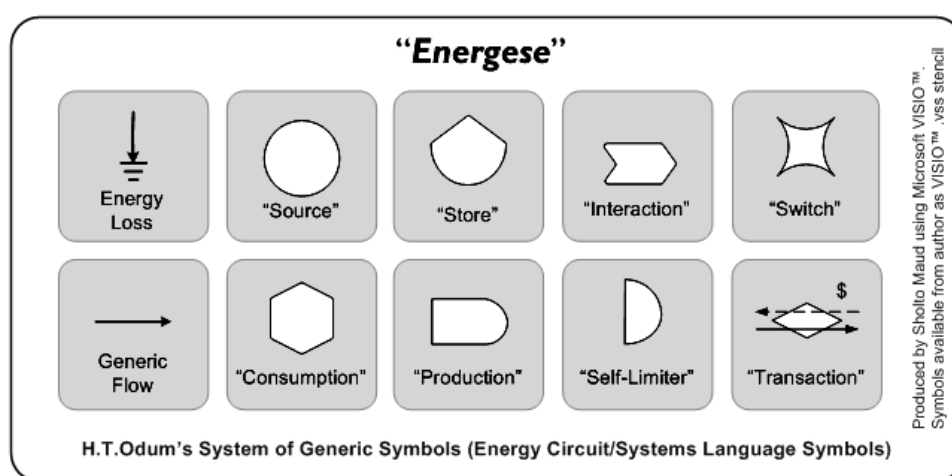 “Energese”
Energy
Loss
“Source”
“Store”
“Interaction”
“Switch”
Generic
Flow
“Consumption”
“Production”
“Self-Limiter”
$
“Transaction”
H.T.Odum’s System of Generic Symbols (Energy Circuit/Systems Language Symbols)
Produced by Sholto Maud using Microsoft VISIO™.
Symbols available from author as VISIO™ .vss stencil